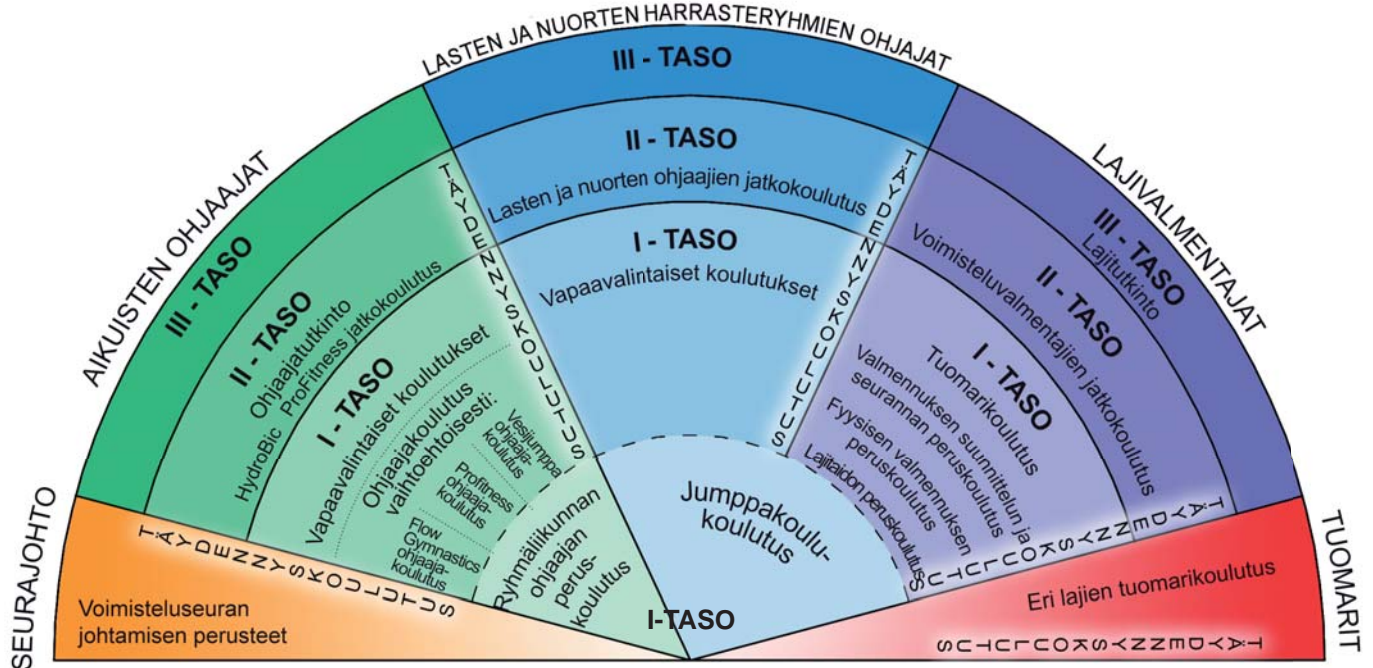 SEURAJOHTO
Voimisteluseuran
johtamisen perusteet
TÄYDENNYSKOULUTUS
AIKUISTEN OHJAAJAT
III - TASO
II - TASO
Ohjaajatutkinto
HydroBic ProFitness jatkokoulutus
I - TASO
Vapaavalintaiset koulutukset
Ohjaajakoulutus
vaihtoehtoisesti:
Vesijumppa
ohjaaja-
koulutus
Profitness
ohjaaja-
koulutus
Flow
Gymnastics
ohjaaja-
koulutus
Ryhmäliikunnan
ohjaajan
perus-
koulutus
TÄYDENNYSKOULUTUS
LASTEN JA NUORTEN HARRASTERYHMIEN OHJAJAT
III - TASO
II - TASO
Lasten ja nuorten ohjaajien jatkokoulutus
I - TASO
Vapaavalintaiset koulutukset
TÄYDENNYSKOULUTUS
Jumppakoulu-
koulutus
I-TASO
LAJIVALMENTAJAT
III - TASO
Lajitutkinto
II - TASO
Voimisteluvalmentajien jatkokoulutus
I - TASO
Tuomarikoulutus
Valmennuksen suunnittelun ja
seurannan peruskoulutus
Fyysisen valmennuksen
peruskoulutus
Lajitaidon peruskoulutus
TÄYDENNYSKOULUTUS
TUOMARIT
Eri lajien tuomarikoulutus
TÄYDENNYSKOULUTUS